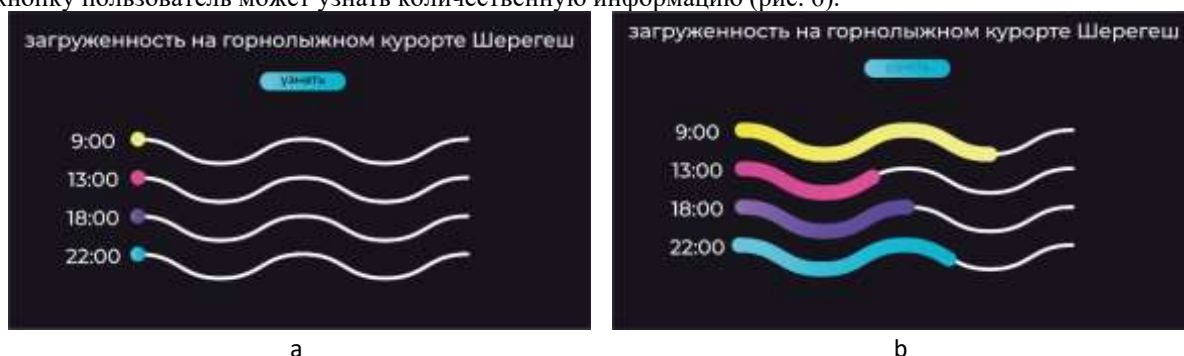 кнопку пользователь может узнать количественную информацию (рис. 6).
загруженность на горнолыжном курорте Шерегеш
узнать
9:00
13:00
18:00
22:00
a
загруженность на горнолыжном курорте Шерегеш
узнать
9:00
13:00
18:00
22:00
b